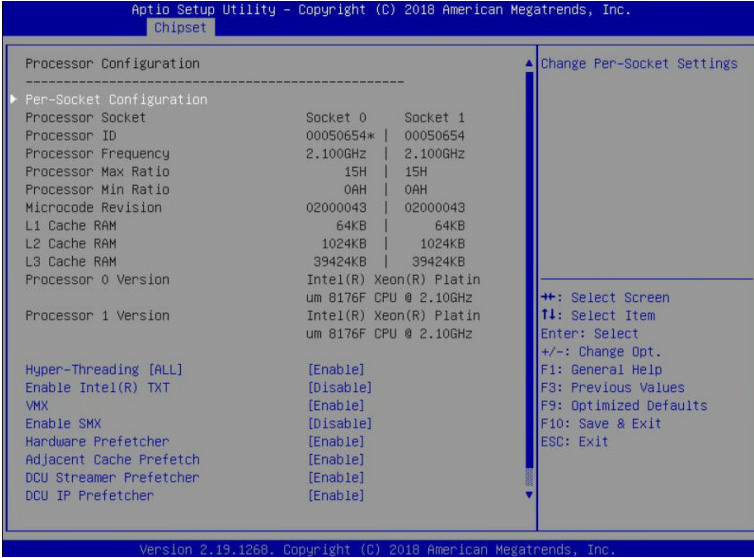 Aptio Setup Utility – Copyright (C) 2018 American Megatrends, Inc.
Chipset
Processor Configuration
--------------------------------------------------
Per-Socket Configuration
Processor Socket Socket 0 Socket 1
Processor ID 00050654* | 00050654
Processor Frequency 2.100GHz | 2.100GHz
Processor Max Ratio 15H | 15H
Processor Min Ratio 0AH | 0AH
Microcode Revision 02000043 | 02000043
L1 Cache RAM 64KB | 64KB
L2 Cache RAM 1024KB | 1024KB
L3 Cache RAM 39424KB | 39424KB
Processor 0 Version Intel(R) Xeon(R) Platin
um 8176F CPU @ 2.10GHz
Processor 1 Version Intel(R) Xeon(R) Platin
um 8176F CPU @ 2.10GHz
Hyper-Threading [ALL] [Enable]
Enable Intel(R) TXT [Disable]
VMX [Enable]
Enable SMX [Disable]
Hardware Prefetcher [Enable]
Adjacent Cache Prefetch [Enable]
DCU Streamer Prefetcher [Enable]
DCU IP Prefetcher [Enable]
Change Per-Socket Settings
→←: Select Screen
↑↓: Select Item
Enter: Select
+/-: Change Opt.
F1: General Help
F3: Previous Values
F9: Optimized Defaults
F10: Save & Exit
ESC: Exit
Version 2.19.1268. Copyright (C) 2018 American Megatrends, Inc.